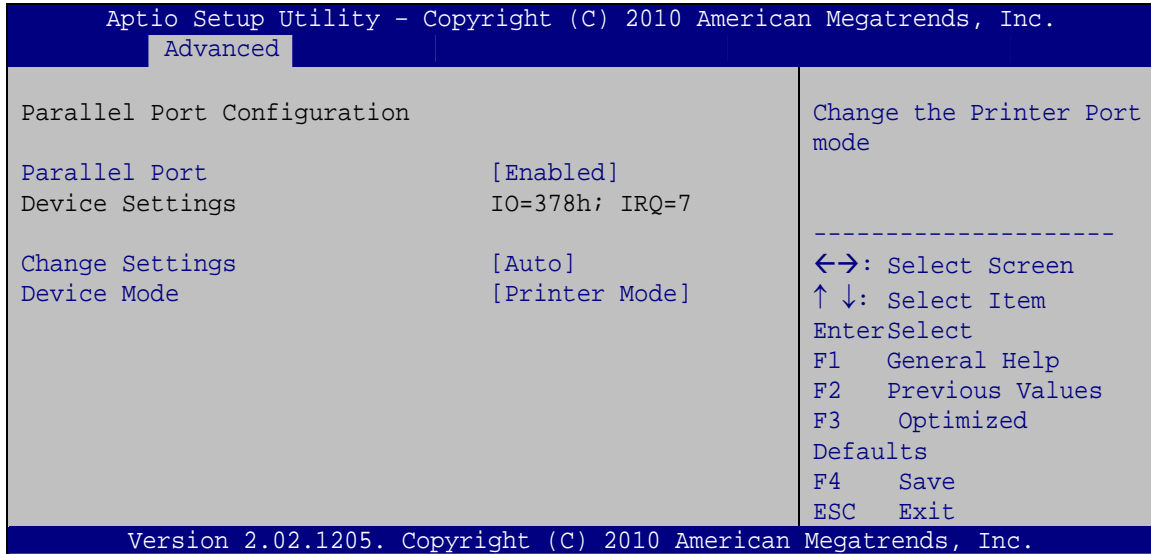 Aptio Setup Utility – Copyright (C) 2010 American Megatrends, Inc.
Advanced
Parallel Port Configuration
Parallel Port [Enabled]
Device Settings IO=378h; IRQ=7
Change Settings [Auto]
Device Mode [Printer Mode]
Change the Printer Port
mode
---------------------
←→: Select Screen
↑ ↓: Select Item
EnterSelect
F1 General Help
F2 Previous Values
F3 Optimized
Defaults
F4 Save
ESC Exit
Version 2.02.1205. Copyright (C) 2010 American Megatrends, Inc.